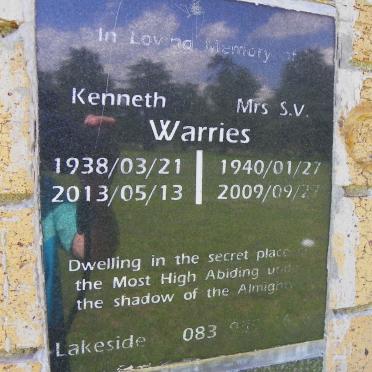 In Loving Memory of
Kenneth Mrs S.V.
Warries
1938/03/21 1940/01/27
2013/05/13 2009/09/27
Dwelling in the secret place of
the Most High Abiding under
the shadow of the Almighty
Lakeside 083